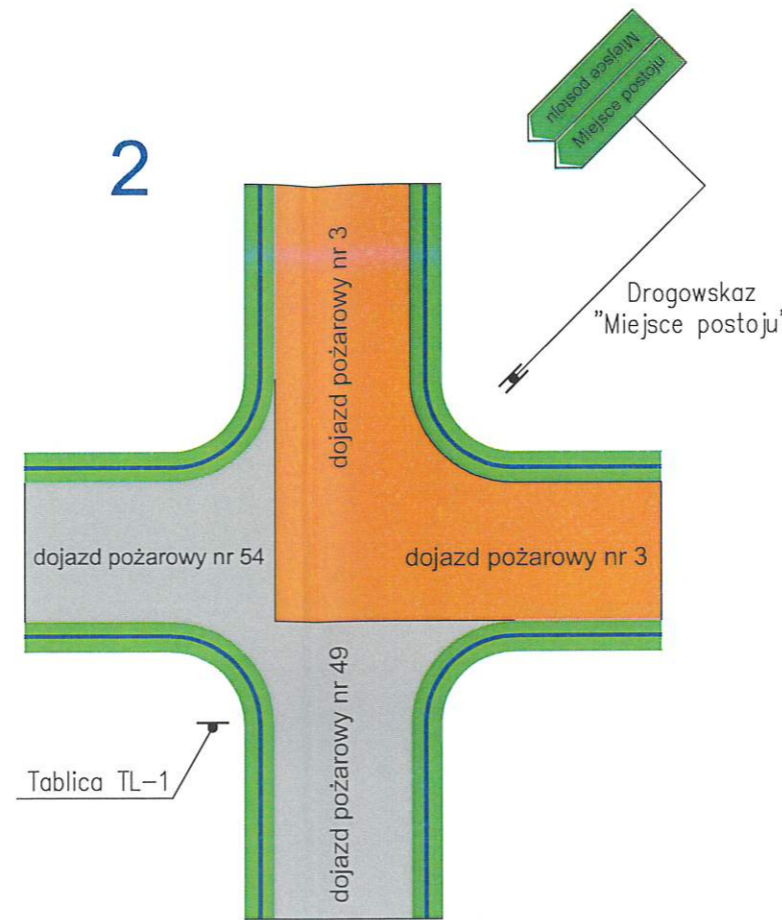 Miejsce postoju
Miejsce postoju
2
dojazd pożarowy nr 3
Drogowskaz
"Miejsce postoju"
dojazd pożarowy nr 54
dojazd pożarowy nr 3
dojazd pożarowy nr 49
Tablica TL-1